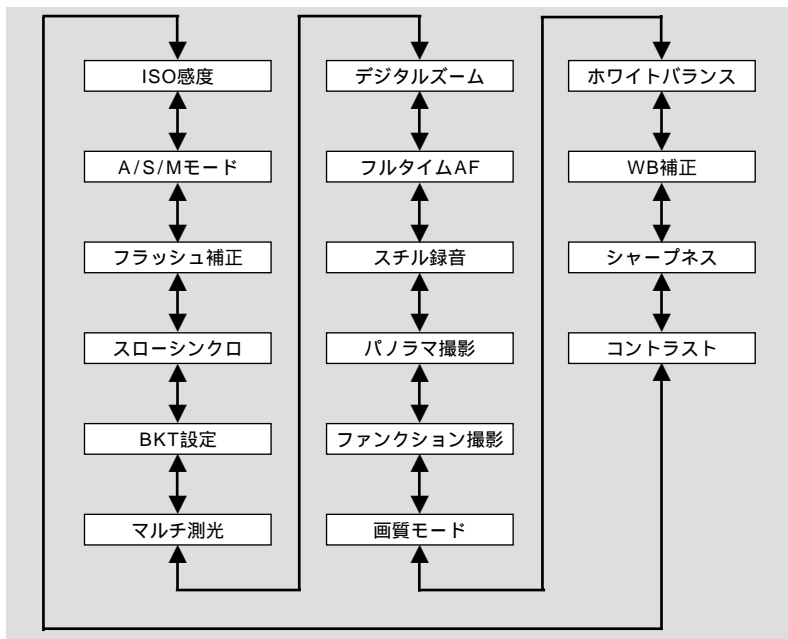 ISO感度
A/S/Mモード
フラッシュ補正
スローシンクロ
BKT設定
マルチ測光
デジタルズーム
フルタイムAF
スチル録音
パノラマ撮影
ファンクション撮影
画質モード
ホワイトバランス
WB補正
シャープネス
コントラスト